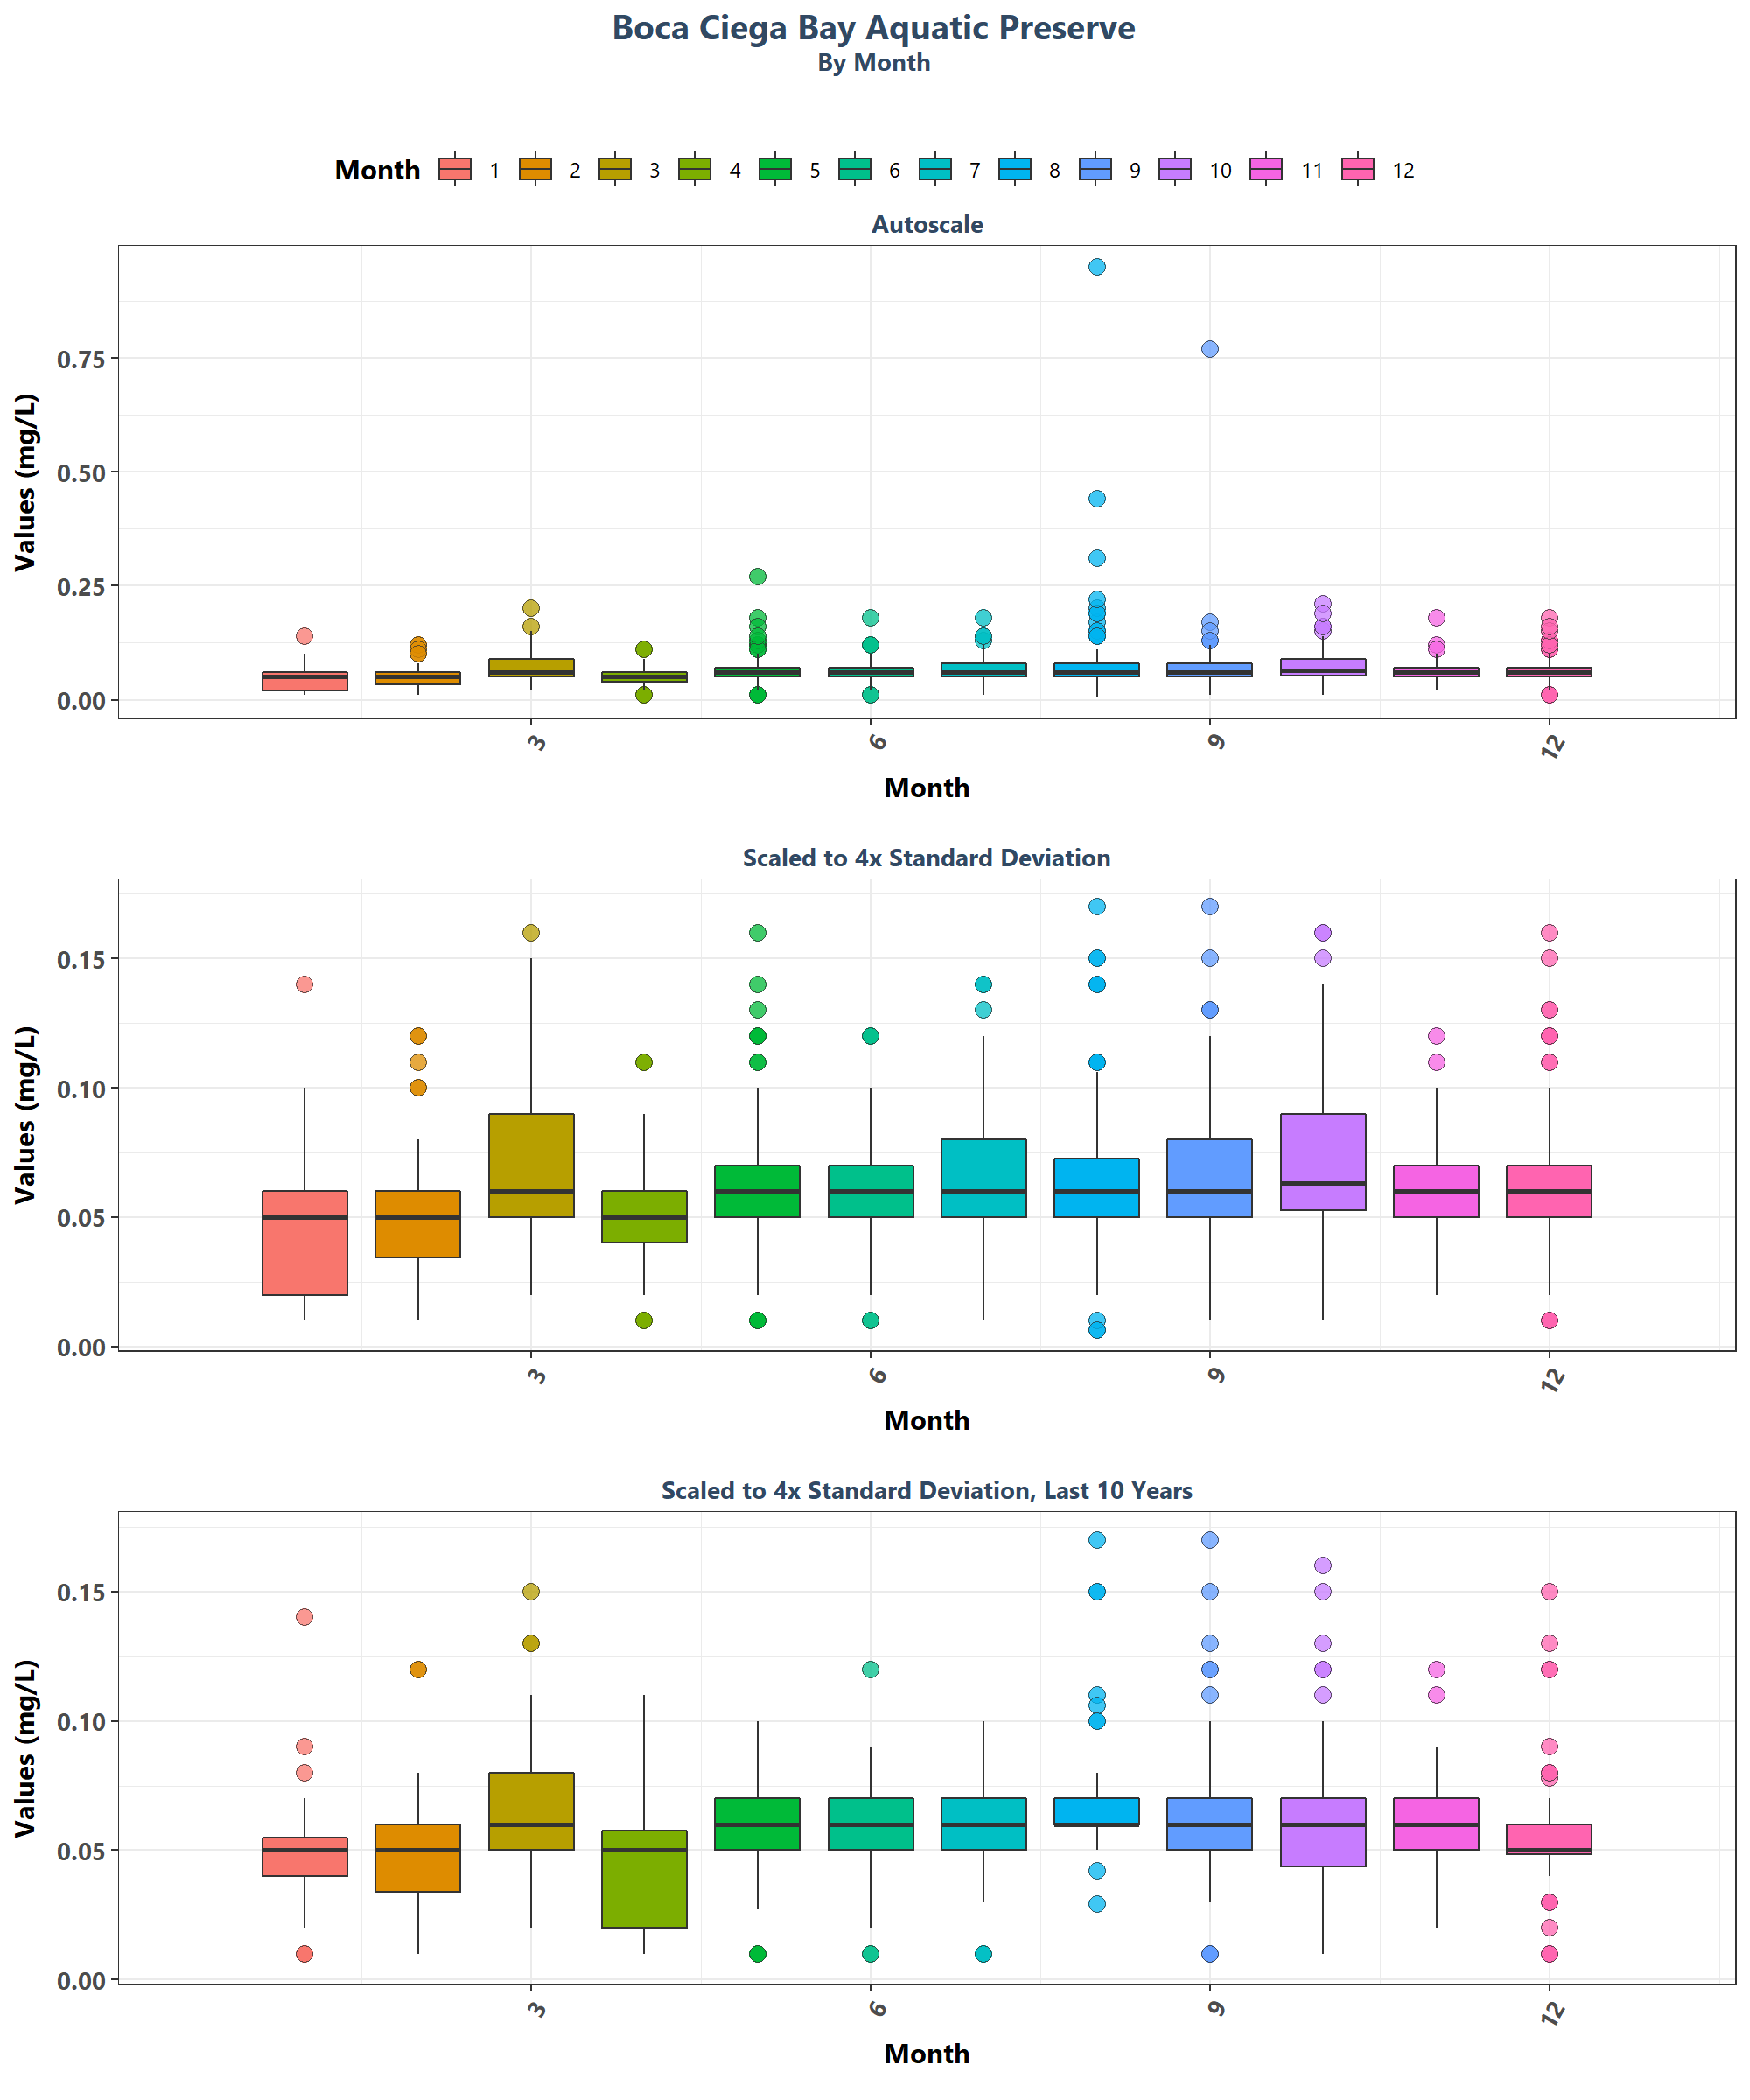 Boca Ciega Bay Aquatic Preserve
By Month
Month 1 2 3 4 5 6 7 8 9 10 11 12
Autoscale
Values (mg/L)
0.75
0.50
0.25
0.00
3 6 9 12
Month
Scaled to 4x Standard Deviation
Values (mg/L)
0.15
0.10
0.05
0.00
3 6 9 12
Month
Scaled to 4x Standard Deviation, Last 10 Years
Values (mg/L)
0.15
0.10
0.05
0.00
3 6 9 12
Month